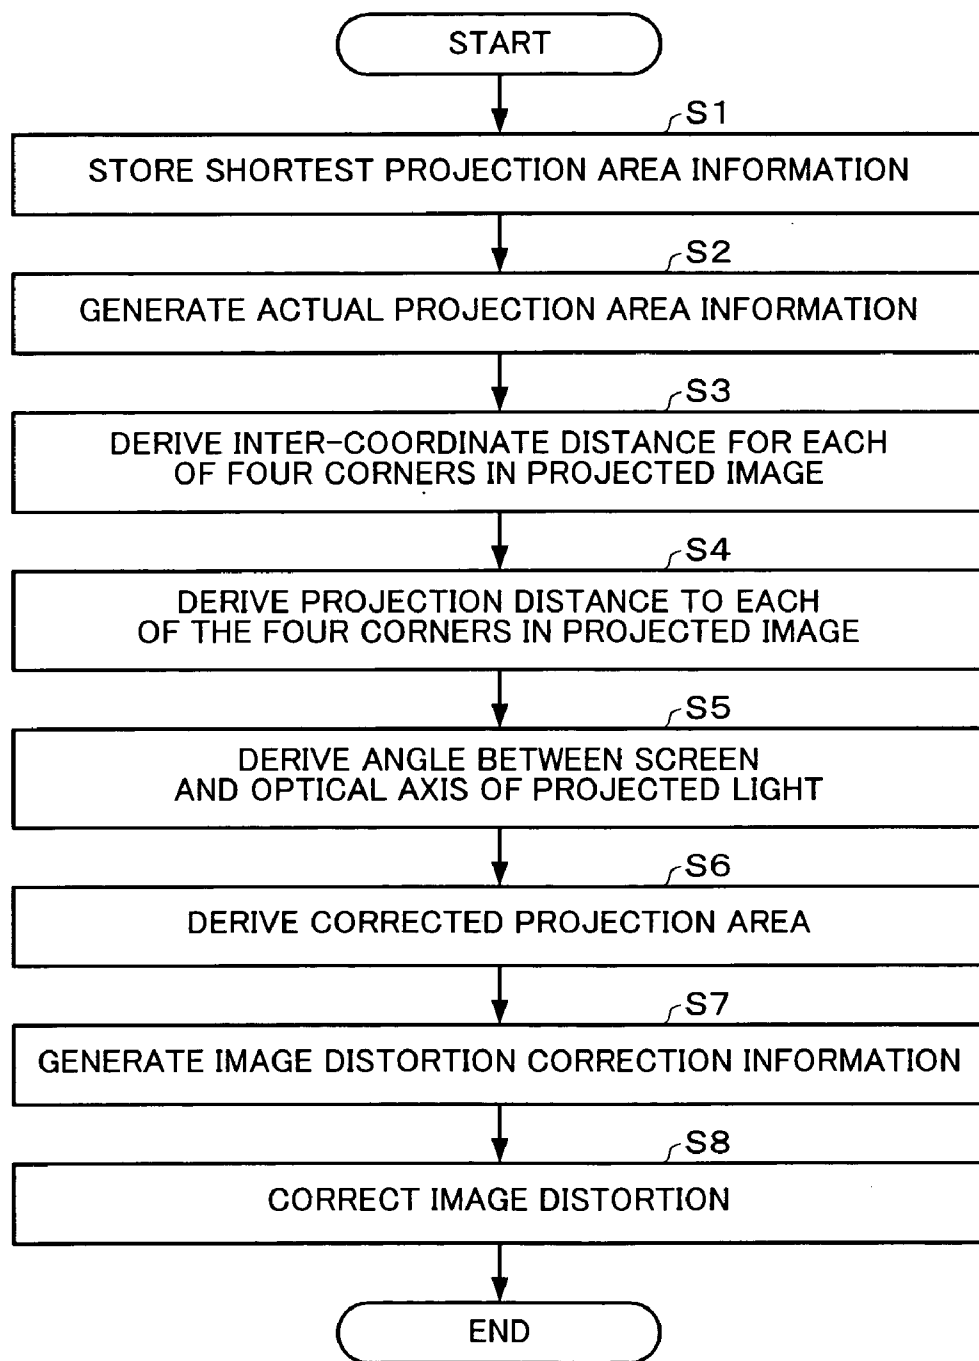 START
S1
STORE SHORTEST PROJECTION AREA INFORMATION
S2
GENERATE ACTUAL PROJECTION AREA INFORMATION
S3
DERIVE INTER-COORDINATE DISTANCE FOR EACH
OF FOUR CORNERS IN PROJECTED IMAGE
S4
DERIVE PROJECTION DISTANCE TO EACH
OF THE FOUR CORNERS IN PROJECTED IMAGE
S5
DERIVE ANGLE BETWEEN SCREEN
AND OPTICAL AXIS OF PROJECTED LIGHT
S6
DERIVE CORRECTED PROJECTION AREA
S7
GENERATE IMAGE DISTORTION CORRECTION INFORMATION
S8
CORRECT IMAGE DISTORTION
END